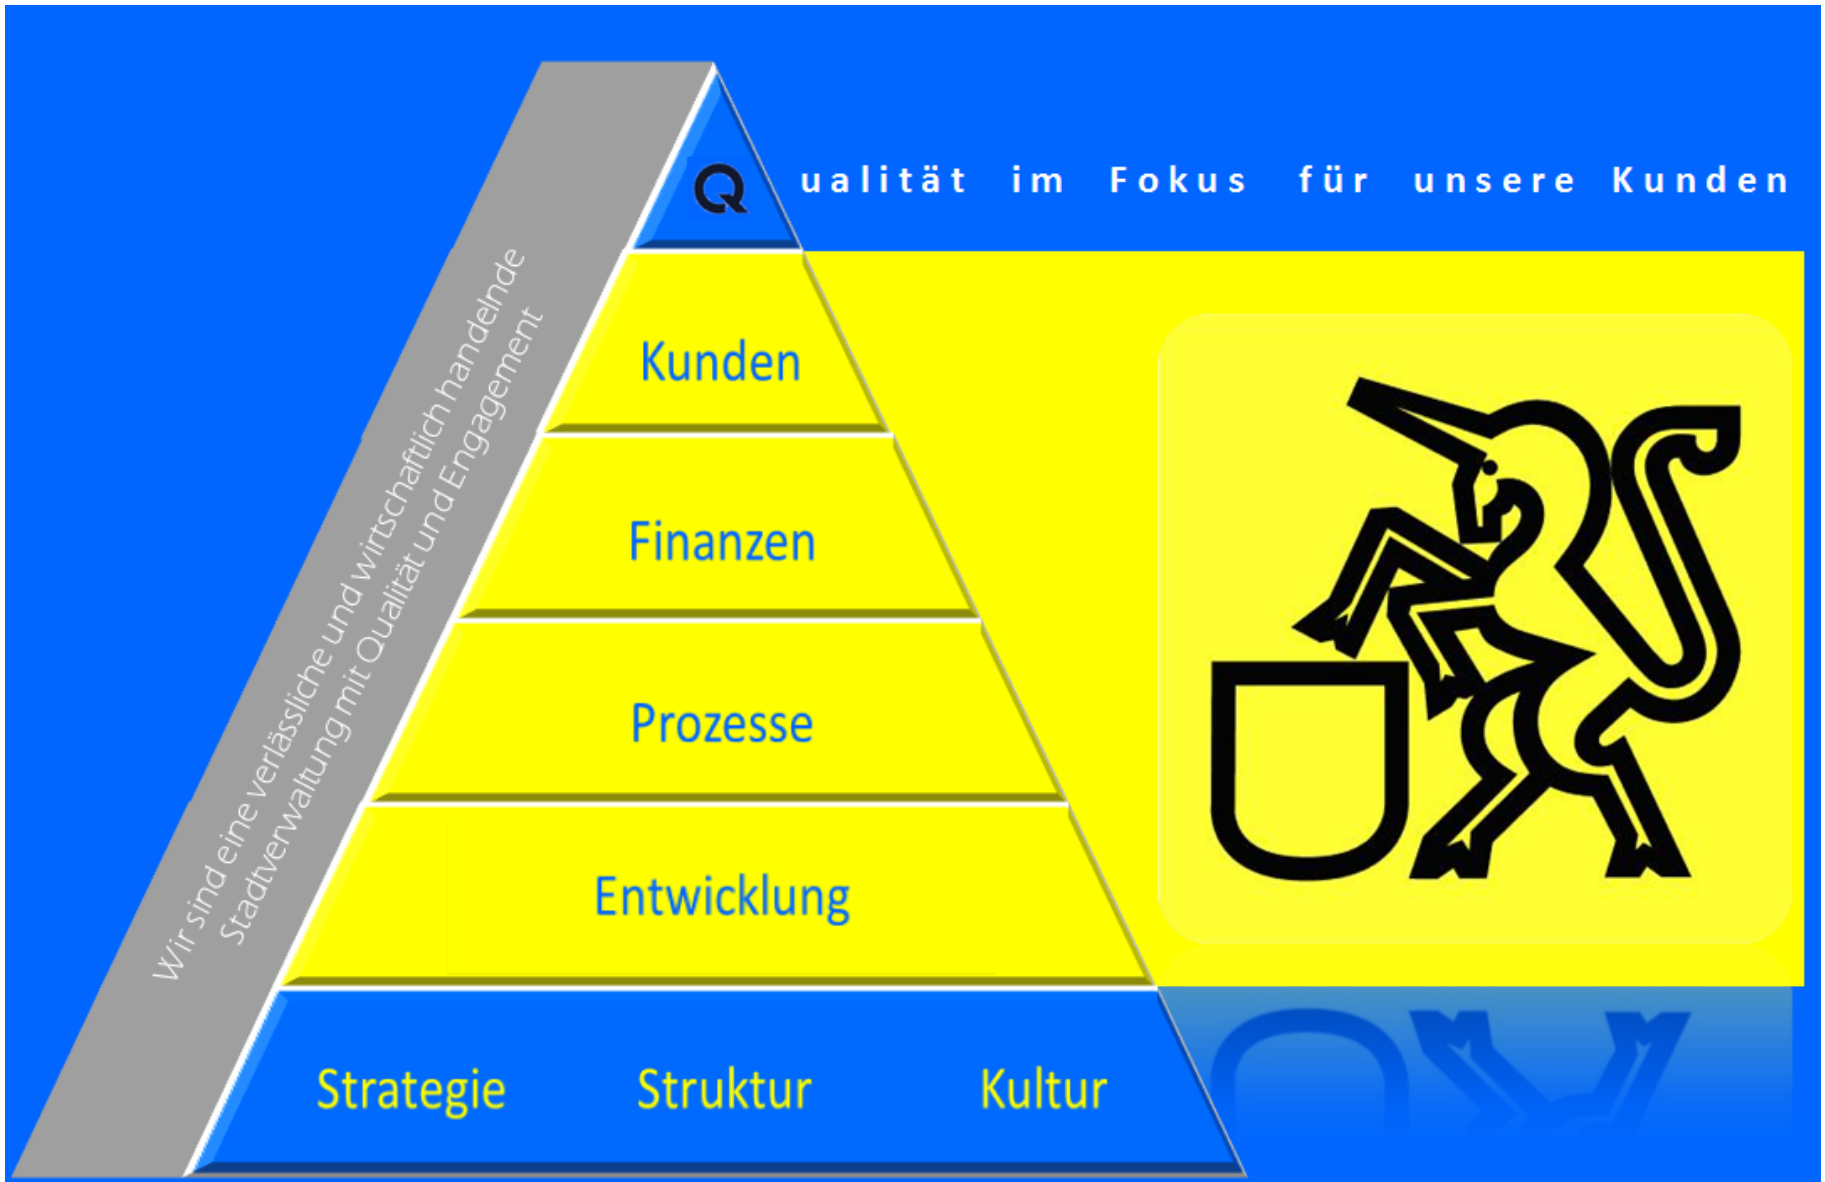 Qualität im Fokus für unsere Kunden
Wir sind eine verlässliche und wirtschaftlich handelnde
Stadtverwaltung mit Qualität und Engagement
Kunden
Finanzen
Prozesse
Entwicklung
Strategie Struktur Kultur